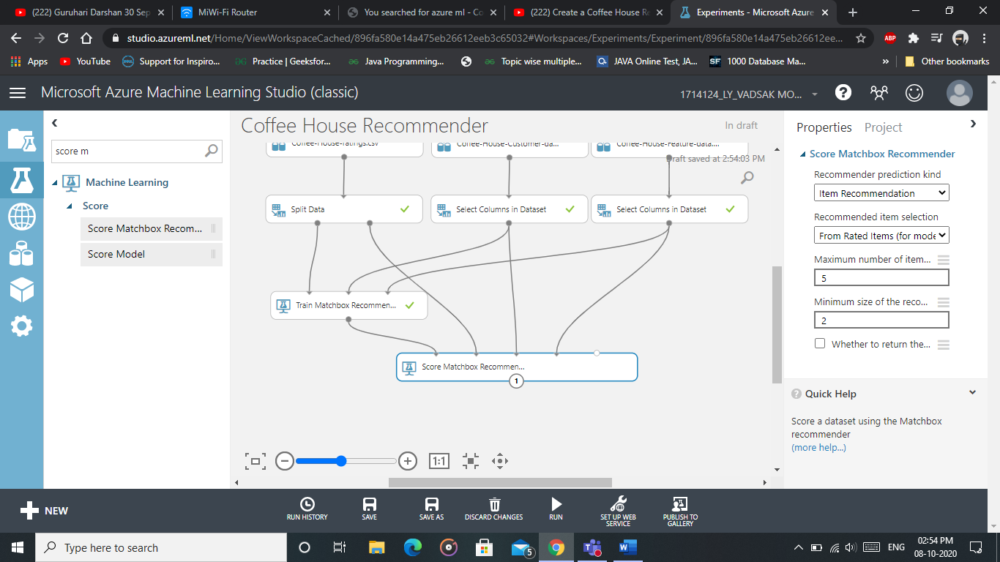 (222) Guruhari Darshan 30 Sep
MiWi-Fi Router
You searched for azure ml - Co
(222) Create a Coffee House Re
Experiments - Microsoft Azure
studio.azureml.net/Home/ViewWorkspaceCached/896fa580e14a475eb26612eeb3c65032#Workspaces/Experiments/Experiment/896fa580e14a475eb26612ee...
ABP
Apps
YouTube
Support for Inspiro...
Practice | Geeksfor...
Java Programming...
Topic wise multiple...
JAVA Online Test, JA...
SF
1000 Database Ma...
»
Other bookmarks
Microsoft Azure Machine Learning Studio (classic)
1714124_LY_VADSAK MO...
score m
Machine Learning
Score
Score Matchbox Recom...
Score Model
Coffee House Recommender
In draft
Coffee-House-ratings.csv
Coffee-House-Customer-da...
Coffee-House-Feature-data....
Draft saved at 2:54:03 PM
Split Data
Select Columns in Dataset
Select Columns in Dataset
Train Matchbox Recommen...
Score Matchbox Recommen...
1
1:1
Properties
Project
Score Matchbox Recommender
Recommender prediction kind
Item Recommendation
Recommended item selection
From Rated Items (for mode
Maximum number of item...
5
Minimum size of the reco...
2
Whether to return the...
Quick Help
Score a dataset using the Matchbox
recommender
(more help...)
NEW
RUN HISTORY
SAVE
SAVE AS
DISCARD CHANGES
RUN
SET UP WEB
SERVICE
PUBLISH TO
GALLERY
Type here to search
5
ENG
02:54 PM
08-10-2020